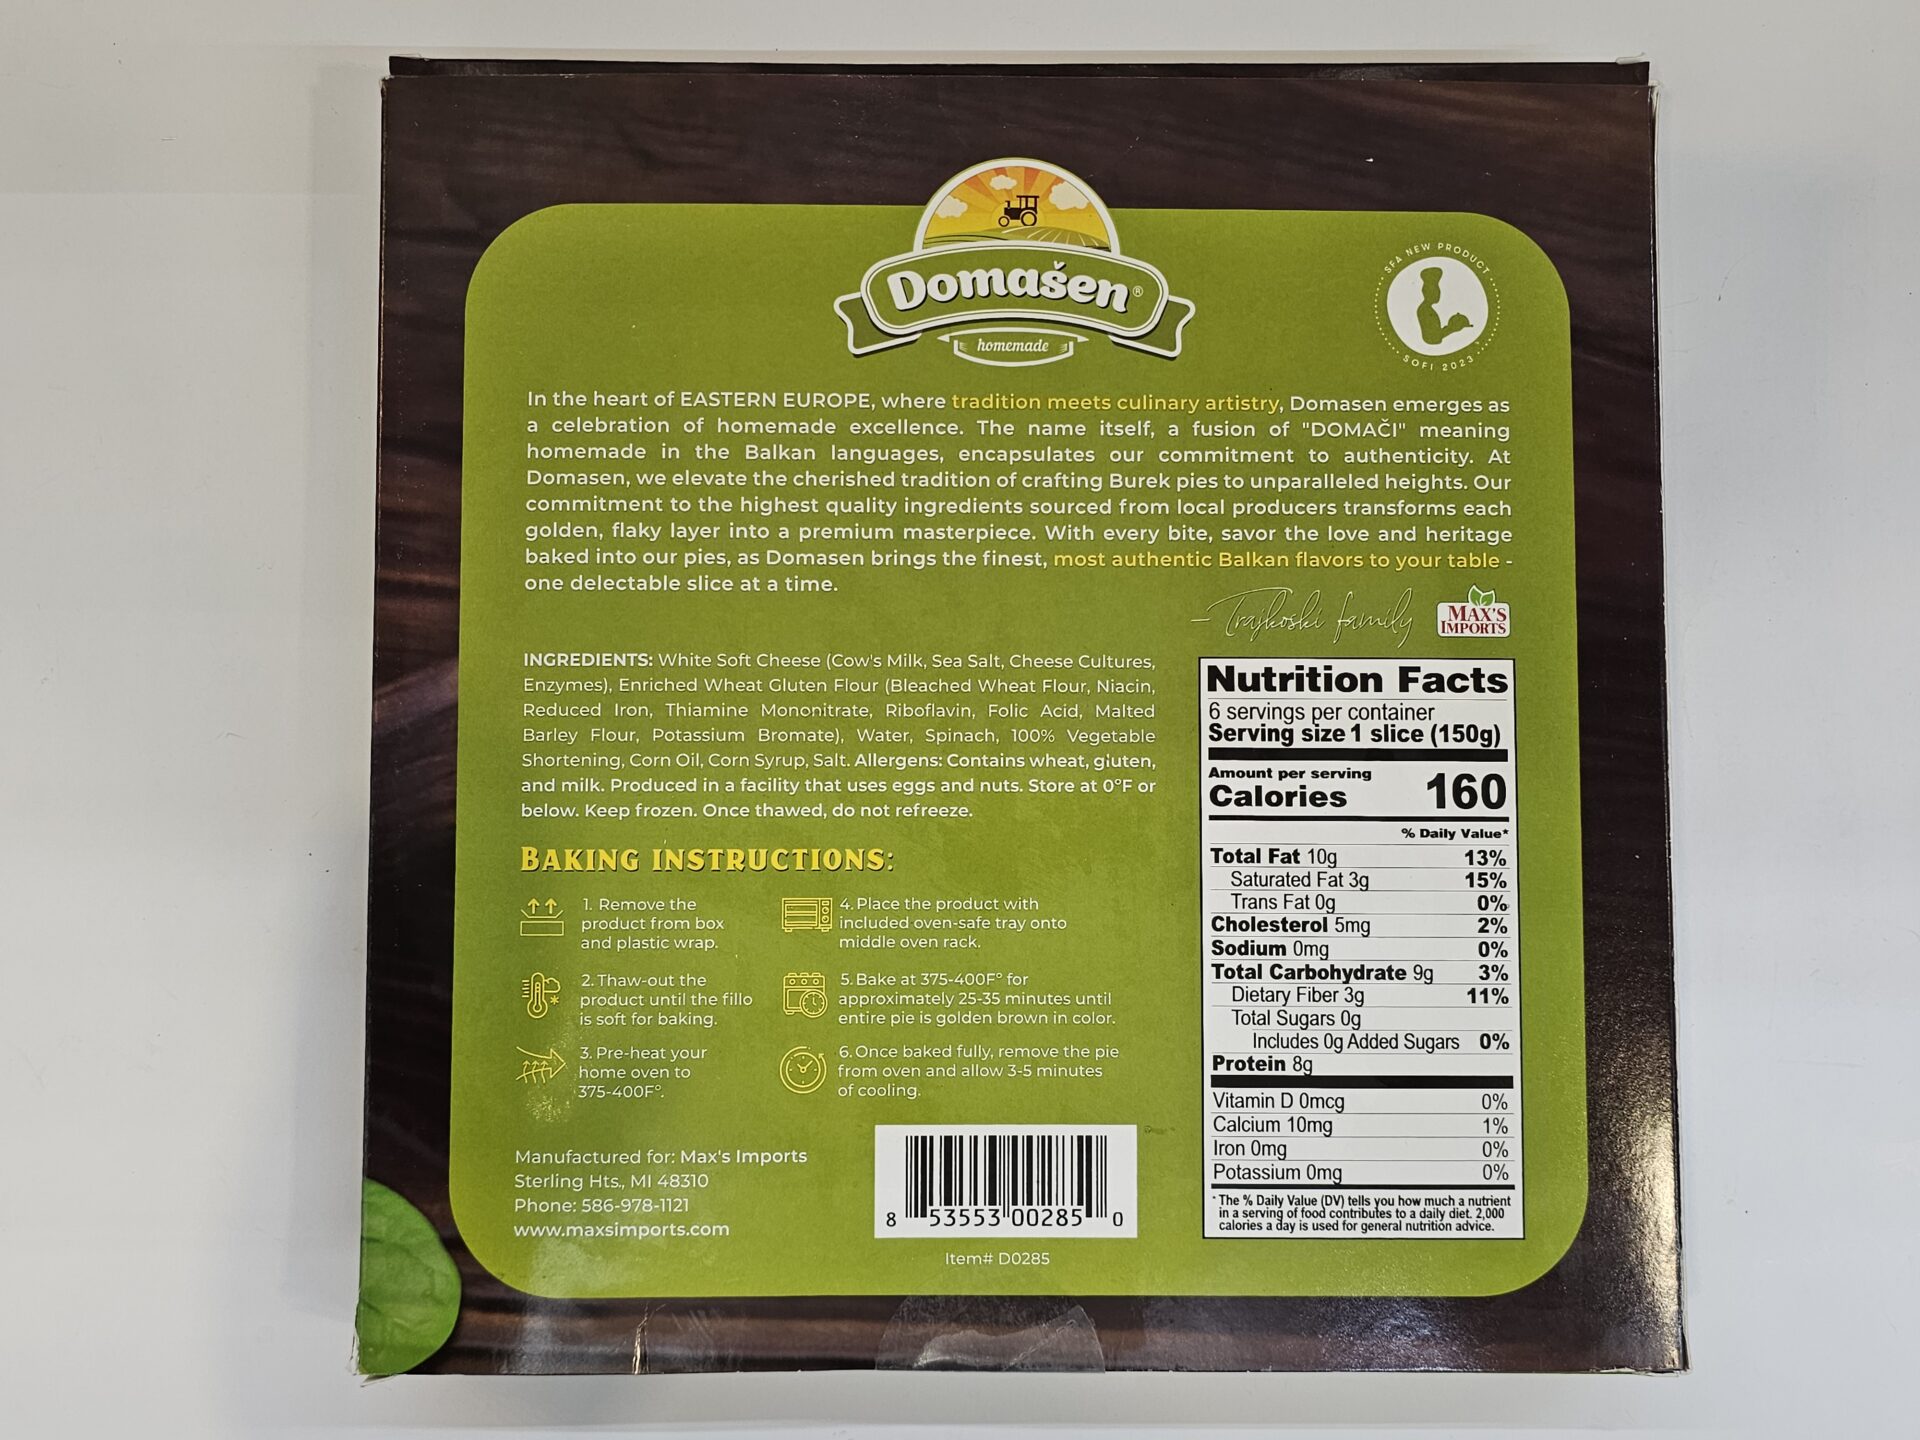 Domašen®
homemade
SFA NEW PRODUCT
SOFI 2023
In the heart of EASTERN EUROPE, where tradition meets culinary artistry, Domasen emerges as
a celebration of homemade excellence. The name itself, a fusion of "DOMAČI" meaning
homemade in the Balkan languages, encapsulates our commitment to authenticity. At
Domasen, we elevate the cherished tradition of crafting Burek pies to unparalleled heights. Our
commitment to the highest quality ingredients sourced from local producers transforms each
golden, flaky layer into a premium masterpiece. With every bite, savor the love and heritage
baked into our pies, as Domasen brings the finest, most authentic Balkan flavors to your table -
one delectable slice at a time.
– Trajkoski family
MAX'S
IMPORTS
INGREDIENTS: White Soft Cheese (Cow's Milk, Sea Salt, Cheese Cultures,
Enzymes), Enriched Wheat Gluten Flour (Bleached Wheat Flour, Niacin,
Reduced Iron, Thiamine Mononitrate, Riboflavin, Folic Acid, Malted
Barley Flour, Potassium Bromate), Water, Spinach, 100% Vegetable
Shortening, Corn Oil, Corn Syrup, Salt. Allergens: Contains wheat, gluten,
and milk. Produced in a facility that uses eggs and nuts. Store at 0°F or
below. Keep frozen. Once thawed, do not refreeze.
BAKING INSTRUCTIONS:
1. Remove the
product from box
and plastic wrap.
2. Thaw-out the
product until the fillo
is soft for baking.
3. Pre-heat your
home oven to
375-400F°.
4. Place the product with
included oven-safe tray onto
middle oven rack.
5. Bake at 375-400F° for
approximately 25-35 minutes until
entire pie is golden brown in color.
6. Once baked fully, remove the pie
from oven and allow 3-5 minutes
of cooling.
Manufactured for: Max's Imports
Sterling Hts., MI 48310
Phone: 586-978-1121
www.maxsimports.com
8 53553 00285 0
Item# D0285
Nutrition Facts
6 servings per container
Serving size 1 slice (150g)
Amount per serving
Calories 160
% Daily Value*
Total Fat 10g 13%
Saturated Fat 3g 15%
Trans Fat 0g 0%
Cholesterol 5mg 2%
Sodium 0mg 0%
Total Carbohydrate 9g 3%
Dietary Fiber 3g 11%
Total Sugars 0g
Includes 0g Added Sugars 0%
Protein 8g
Vitamin D 0mcg 0%
Calcium 10mg 1%
Iron 0mg 0%
Potassium 0mg 0%
* The % Daily Value (DV) tells you how much a nutrient
in a serving of food contributes to a daily diet. 2,000
calories a day is used for general nutrition advice.